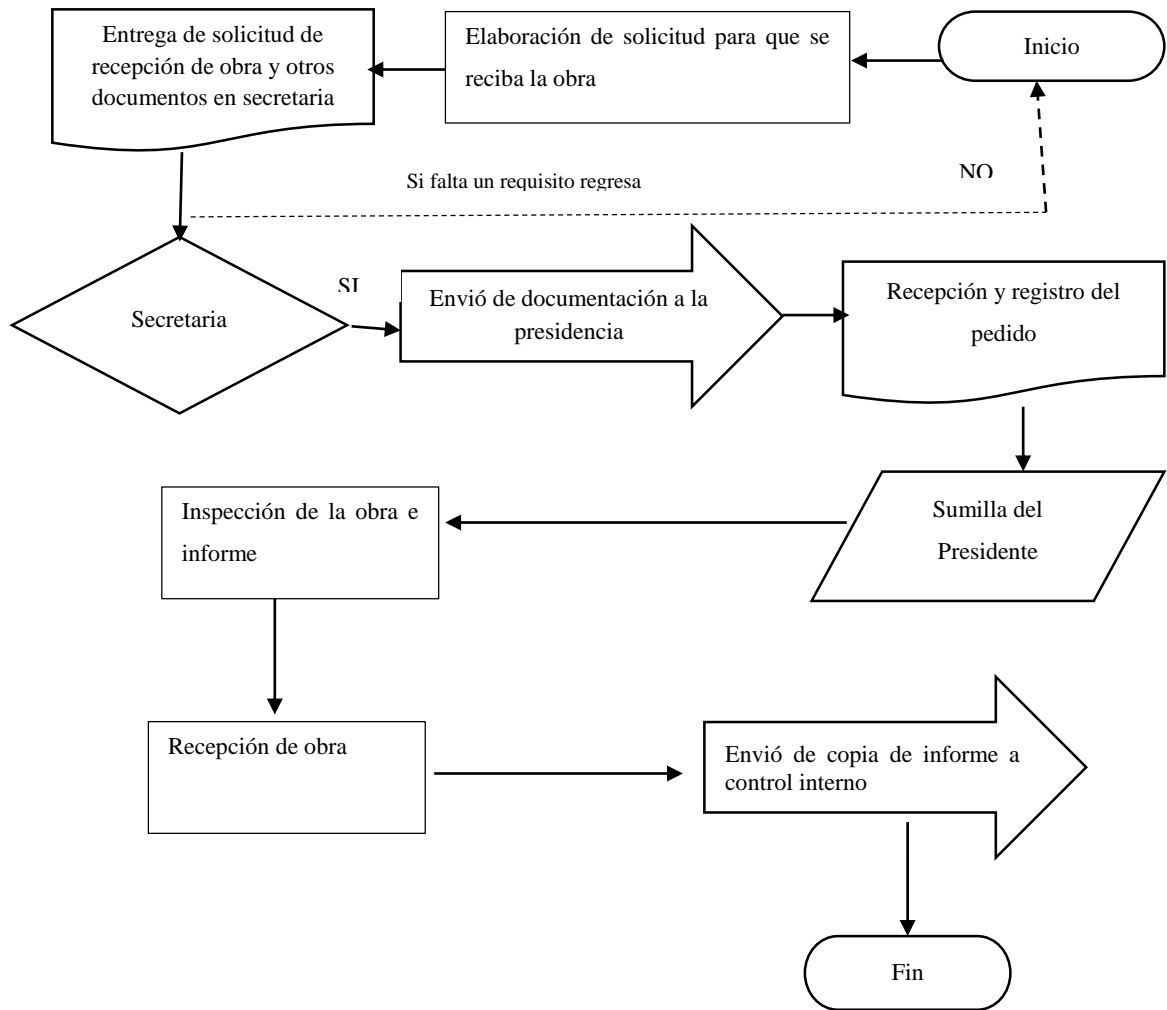 Entrega de solicitud de
recepción de obra y otros
documentos en secretaria
Elaboración de solicitud para que se
reciba la obra
Inicio
Si falta un requisito regresa
NO
Secretaria
SI
Envió de documentación a la
presidencia
Recepción y registro del
pedido
Sumilla del
Presidente
Inspección de la obra e
informe
Recepción de obra
Envió de copia de informe a
control interno
Fin